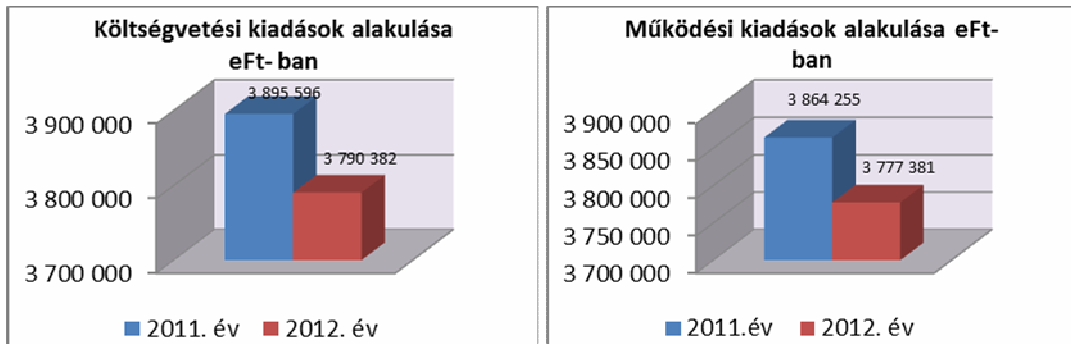 Költségvetési kiadások alakulása
eFt- ban
3 895 596
3 790 382
3 900 000
3 800 000
3 700 000
2011. év
2012. év
Működési kiadások alakulása eFt-
ban
3 864 255
3 777 381
3 900 000
3 850 000
3 800 000
3 750 000
3 700 000
2011.év
2012. év